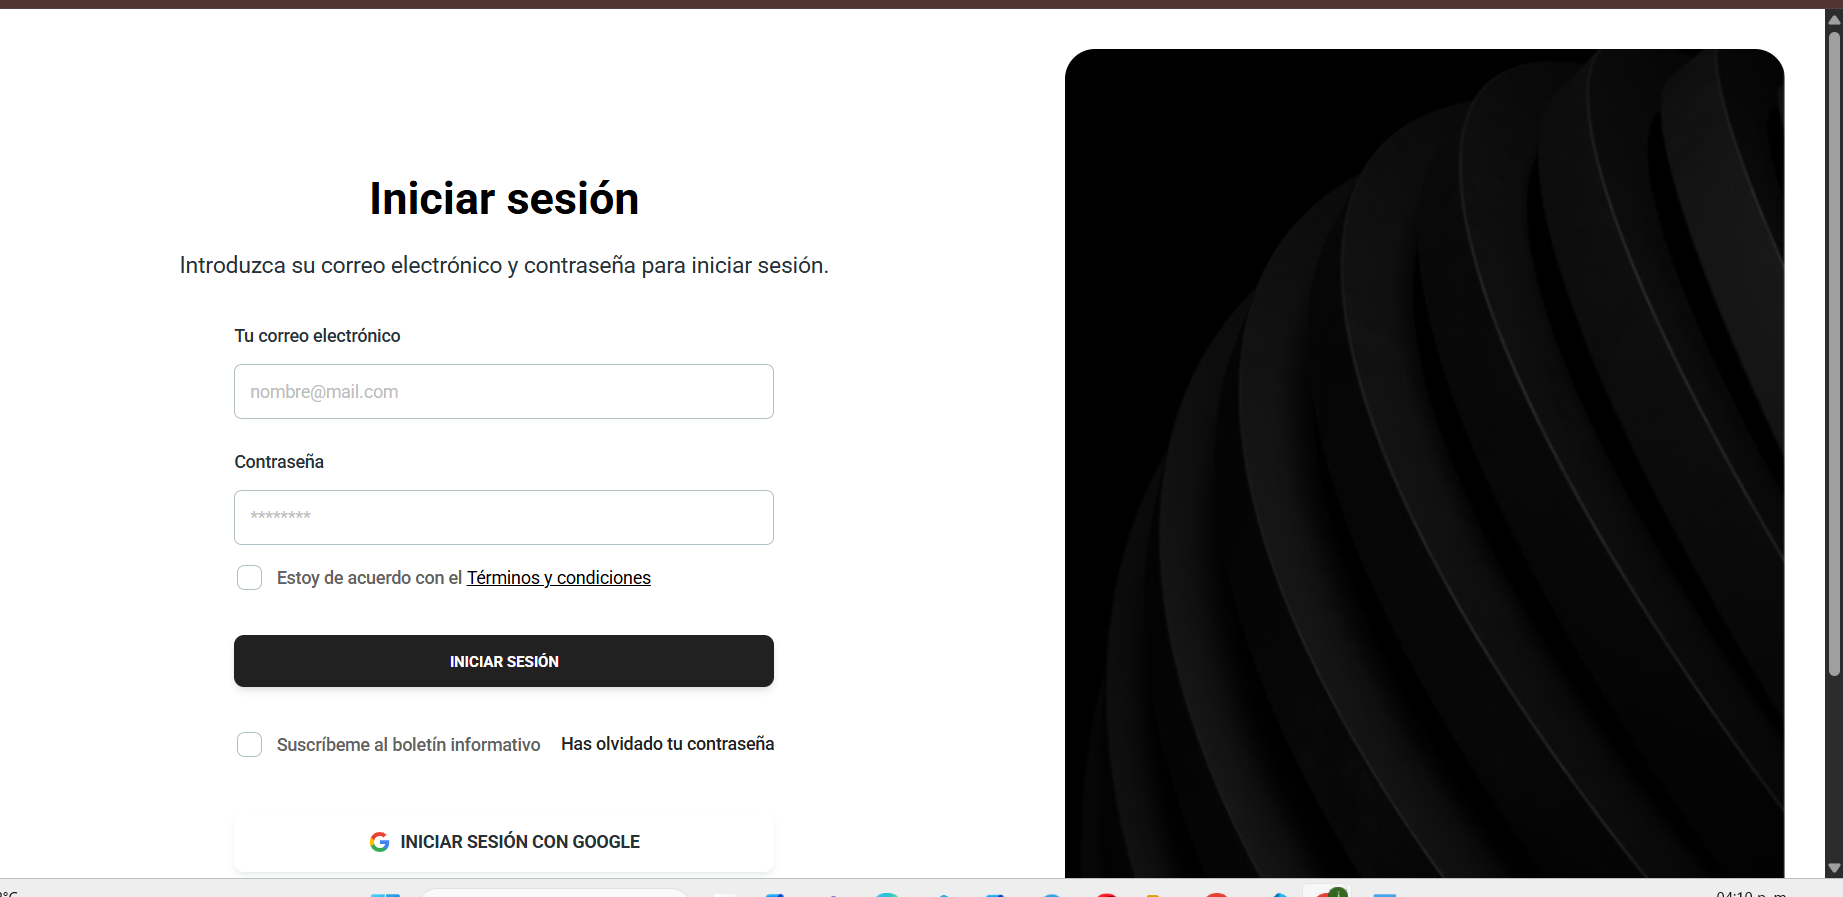 Iniciar sesión
Introduzca su correo electrónico y contraseña para iniciar sesión.
Tu correo electrónico
nombre@mail.com
Contraseña
********
Estoy de acuerdo con el Términos y condiciones
INICIAR SESIÓN
Suscríbeme al boletín informativo Has olvidado tu contraseña
INICIAR SESIÓN CON GOOGLE